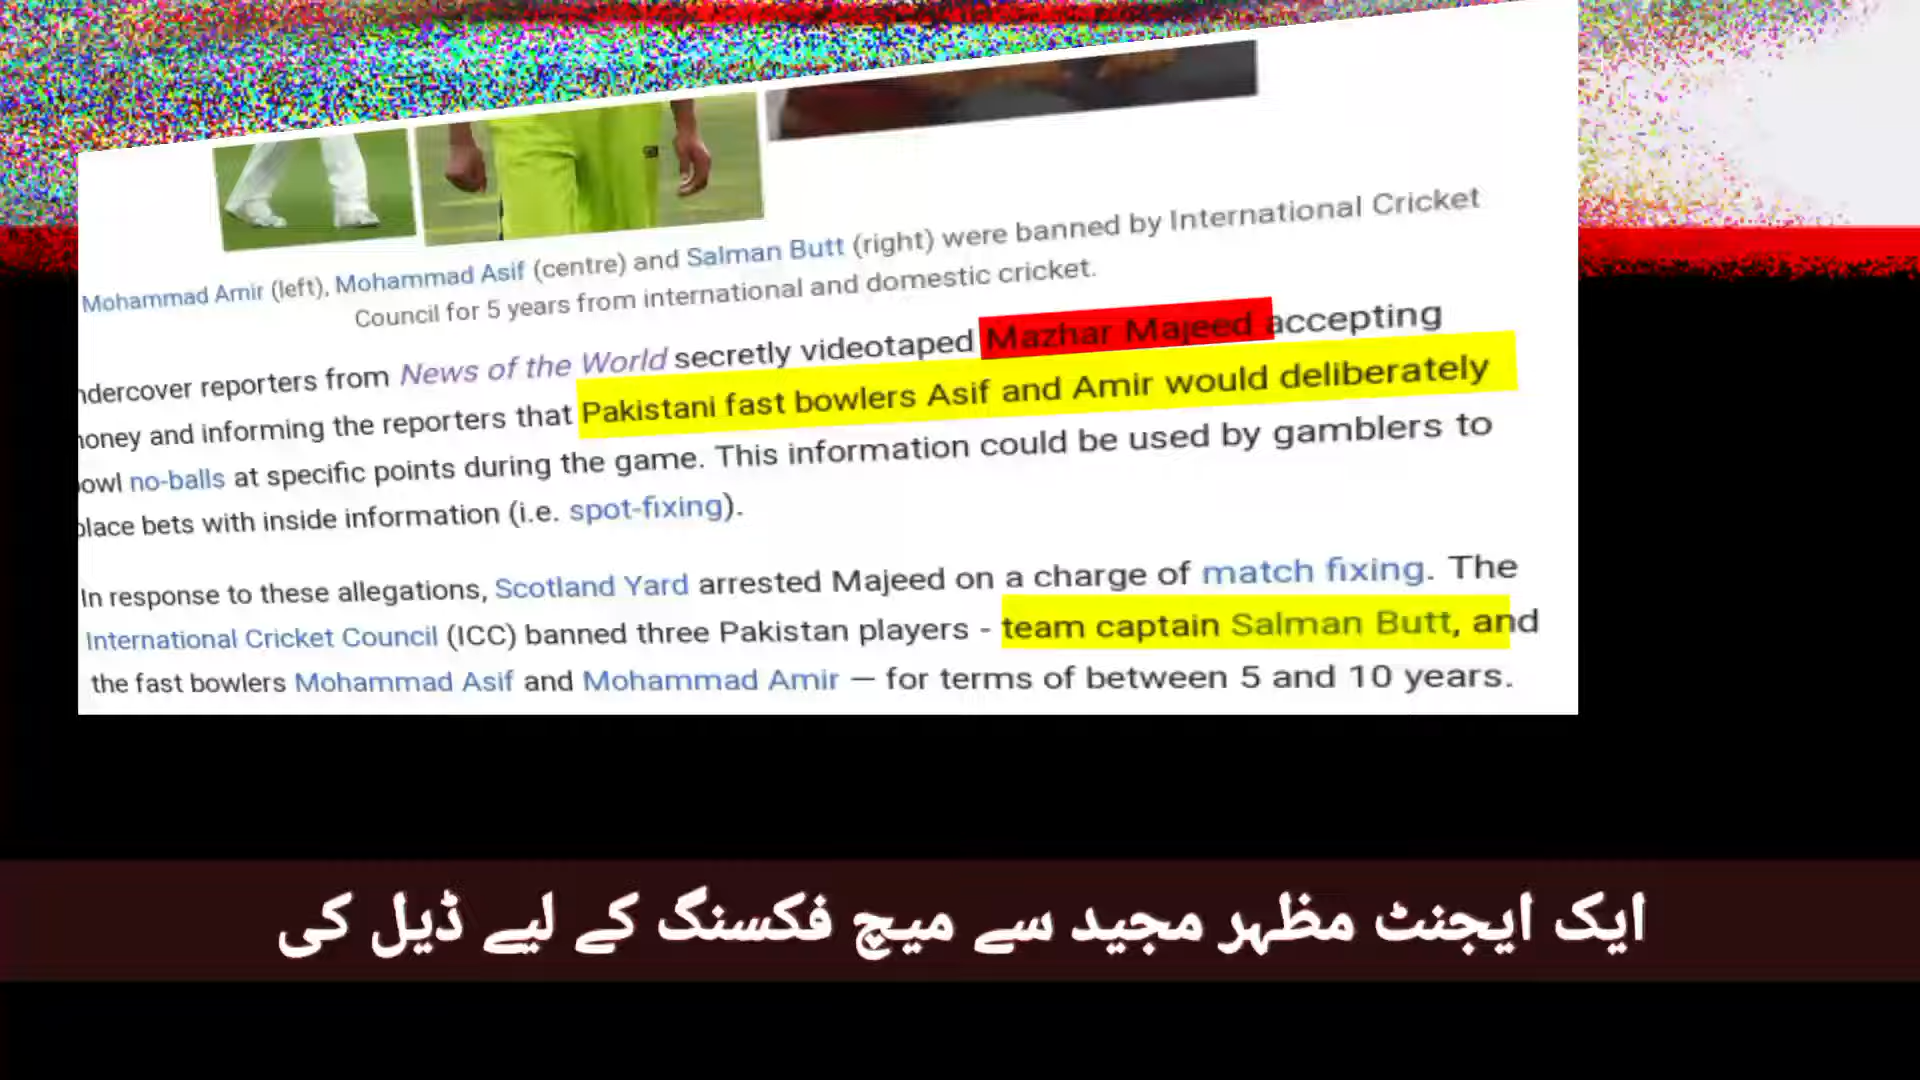 Mohammad Amir (left), Mohammad Asif (centre) and Salman Butt (right) were banned by International Cricket
Council for 5 years from international and domestic cricket.
ndercover reporters from News of the World secretly videotaped Mazhar Majeed accepting
oney and informing the reporters that Pakistani fast bowlers Asif and Amir would deliberately
owl no-balls at specific points during the game. This information could be used by gamblers to
place bets with inside information (i.e. spot-fixing).
In response to these allegations, Scotland Yard arrested Majeed on a charge of match fixing. The
International Cricket Council (ICC) banned three Pakistan players - team captain Salman Butt, and
the fast bowlers Mohammad Asif and Mohammad Amir — for terms of between 5 and 10 years.
ایک ایجنٹ مظہر مجید سے میچ فکسنگ کے لیے ڈیل کی